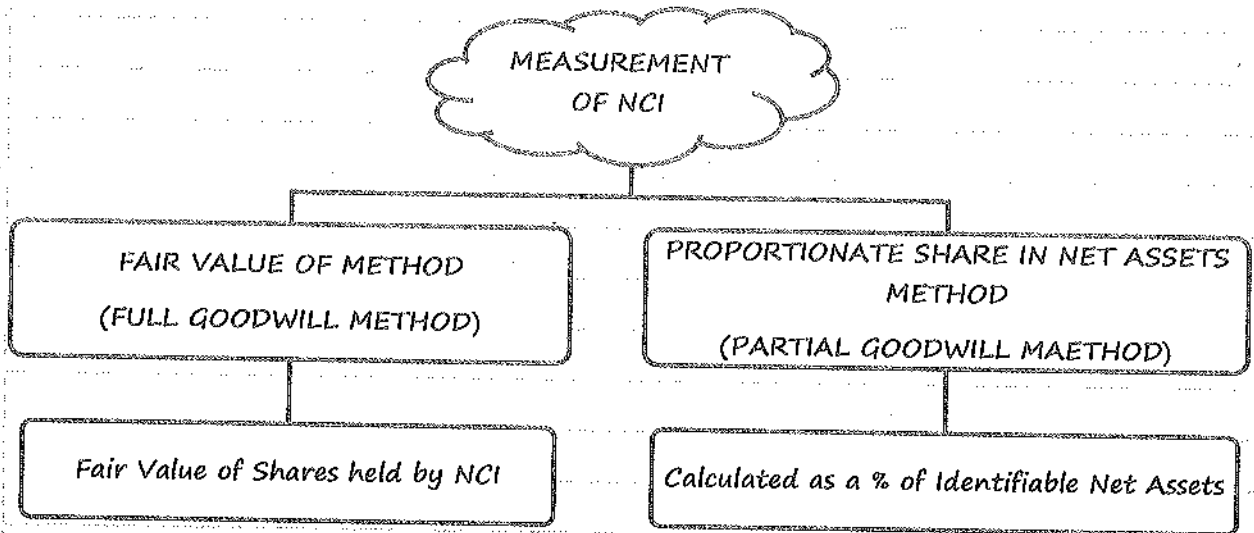 MEASUREMENT
OF NCI
FAIR VALUE OF METHOD
(FULL GOODWILL METHOD)
PROPORTIONATE SHARE IN NET ASSETS
METHOD
(PARTIAL GOODWILL MAETHOD)
Fair Value of Shares held by NCI
Calculated as a % of Identifiable Net Assets